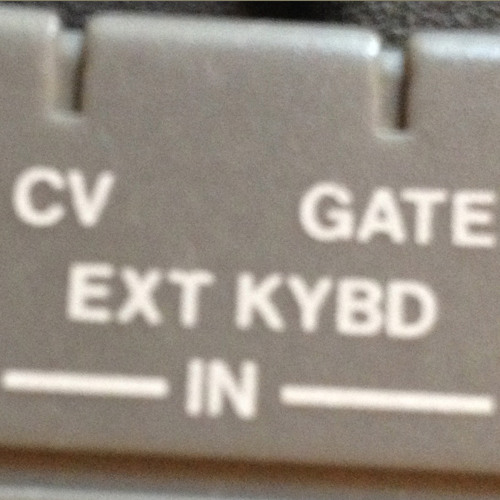 CV GATE
EXT KYBD
IN